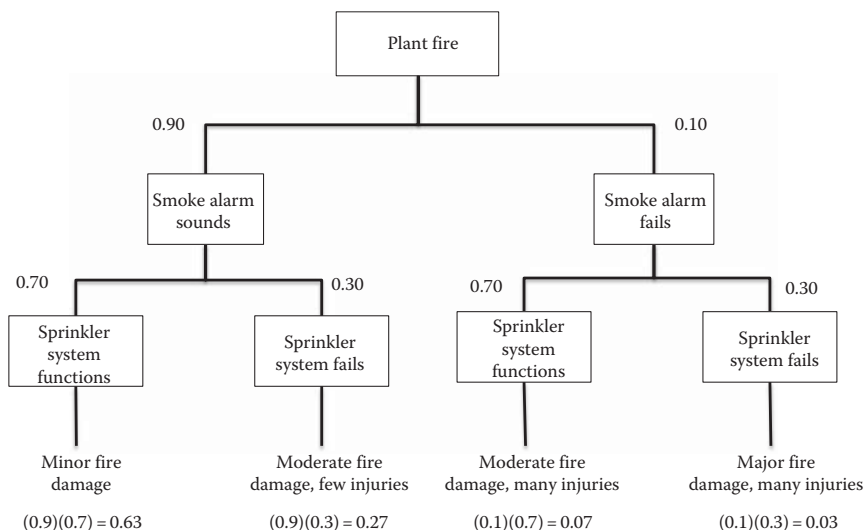 Plant fire
0.90
0.10
Smoke alarm
sounds
Smoke alarm
fails
0.70
0.30
0.70
0.30
Sprinkler
system
functions
Sprinkler
system fails
Sprinkler
system
functions
Sprinkler
system fails
Minor fire
damage
Moderate fire
damage, few injuries
Moderate fire
damage, many injuries
Major fire
damage, many injuries
(0.9)(0.7) = 0.63
(0.9)(0.3) = 0.27
(0.1)(0.7) = 0.07
(0.1)(0.3) = 0.03